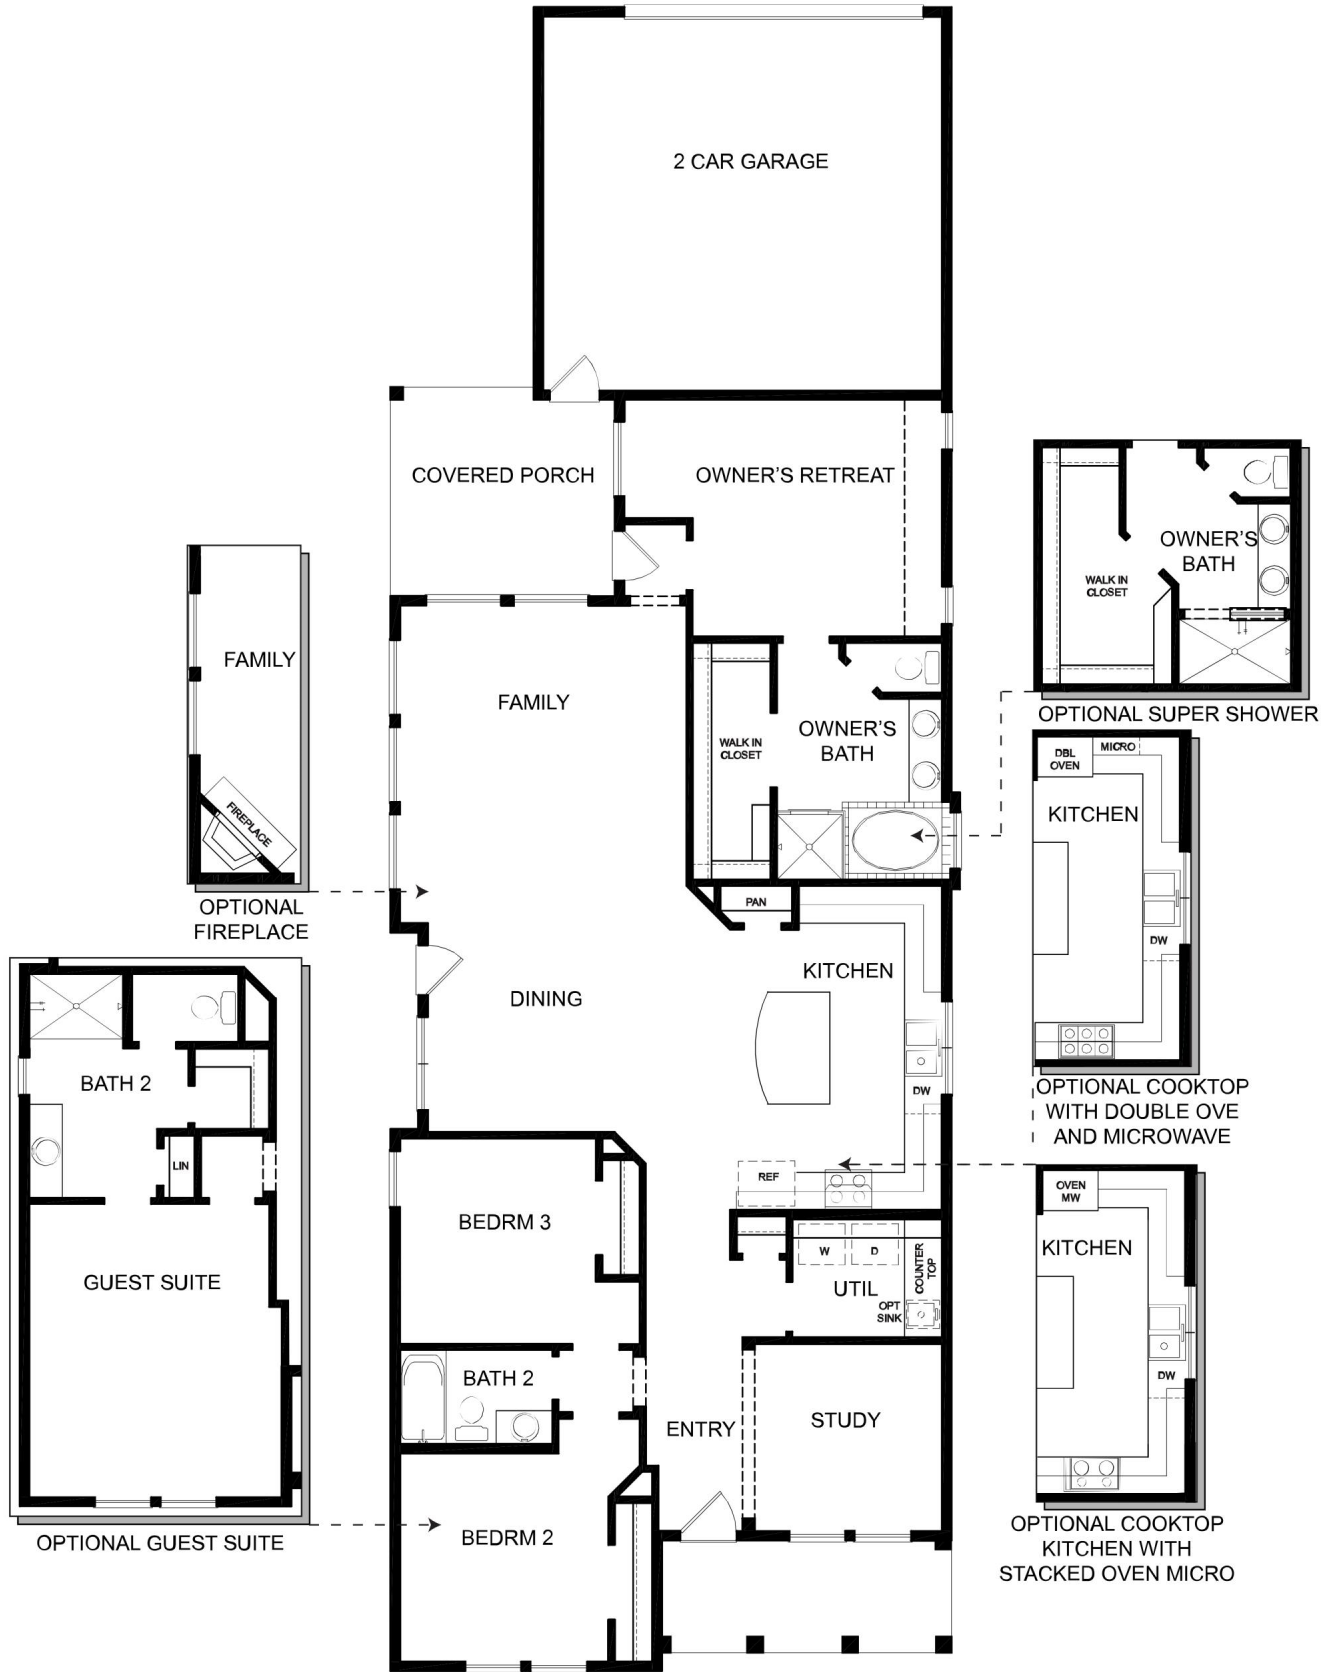 2 CAR GARAGE
COVERED PORCH
OWNER'S RETREAT
FAMILY
WALK IN
CLOSET
OWNER'S
BATH
PAN
KITCHEN
DINING
DW
REF
BEDRM 3
W
D
COUNTER
TOP
UTIL
OPT
SINK
BATH 2
ENTRY
STUDY
BEDRM 2
FAMILY
FIREPLACE
OPTIONAL
FIREPLACE
BATH 2
LIN
GUEST SUITE
OPTIONAL GUEST SUITE
OWNER'S
BATH
WALK IN
CLOSET
OPTIONAL SUPER SHOWER
DBL
OVEN
MICRO
KITCHEN
DW
OPTIONAL COOKTOP
WITH DOUBLE OVE
AND MICROWAVE
OVEN
MW
KITCHEN
DW
OPTIONAL COOKTOP
KITCHEN WITH
STACKED OVEN MICRO